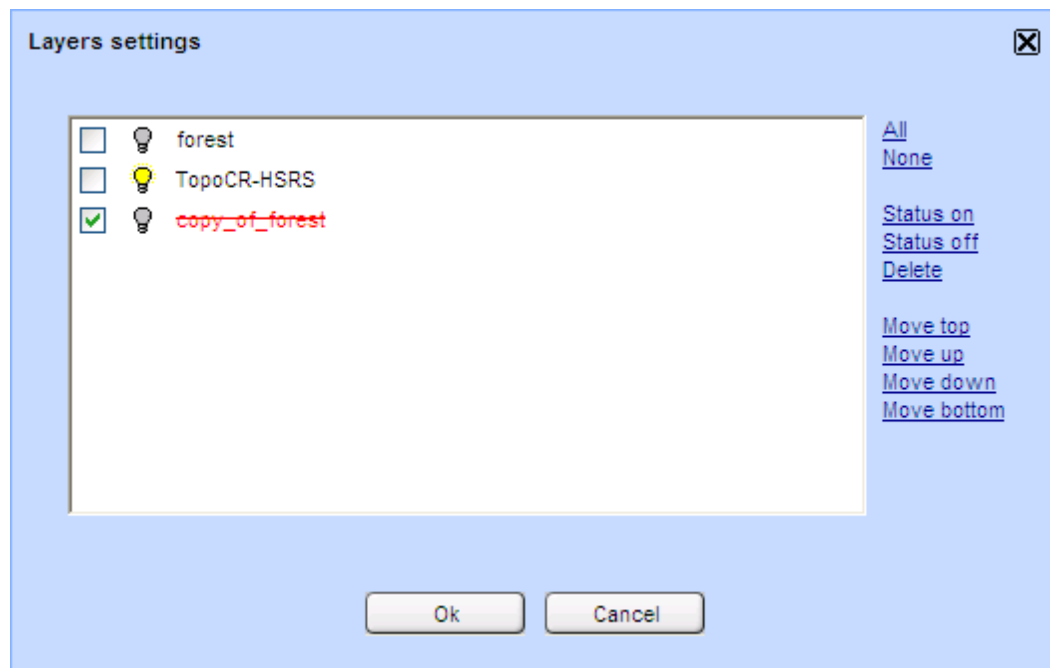 Layers settings
forest
TopoCR-HSRS
copy_of_forest
All
None
Status on
Status off
Delete
Move top
Move up
Move down
Move bottom
Ok
Cancel